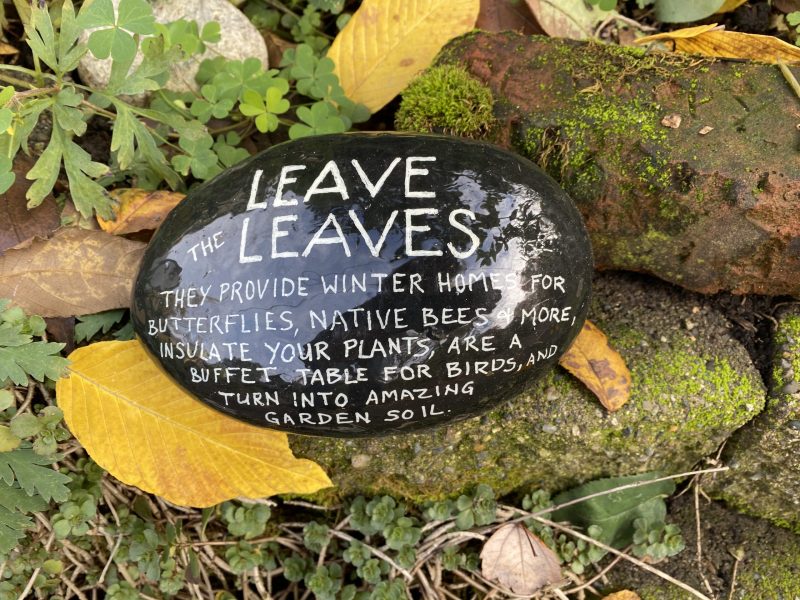 LEAVE
THE LEAVES
THEY PROVIDE WINTER HOMES FOR
BUTTERFLIES, NATIVE BEES & MORE,
INSULATE YOUR PLANTS, ARE A
BUFFET TABLE FOR BIRDS, AND
TURN INTO AMAZING
GARDEN SOIL.